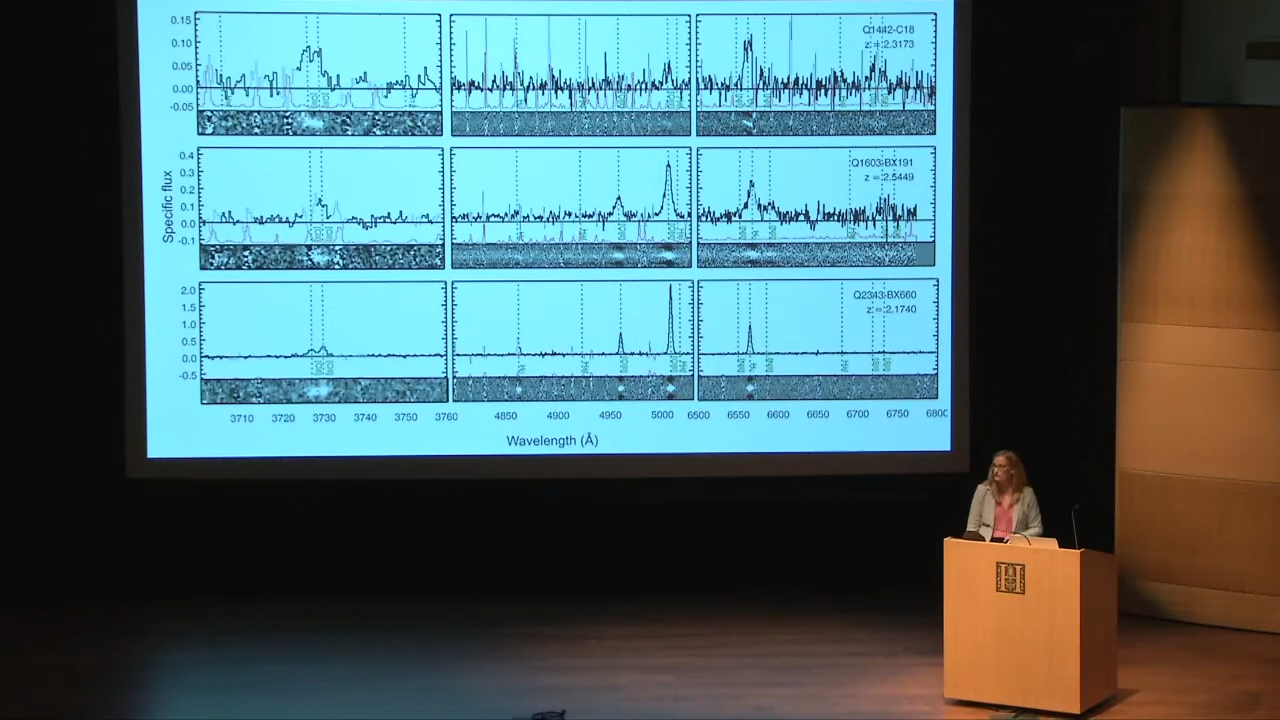 0.15
0.10
0.05
0.00
-0.05
Q1442-C18
z = 2.3173
Specific flux
0.4
0.3
0.2
0.1
0.0
-0.1
Q1603-BX191
z = 2.5449
2.0
1.5
1.0
0.5
0.0
-0.5
Q2343-BX660
z = 2.1740
3710 3720 3730 3740 3750 3760 4850 4900 4950 5000 6500 6550 6600 6650 6700 6750 6800
Wavelength (Å)
H